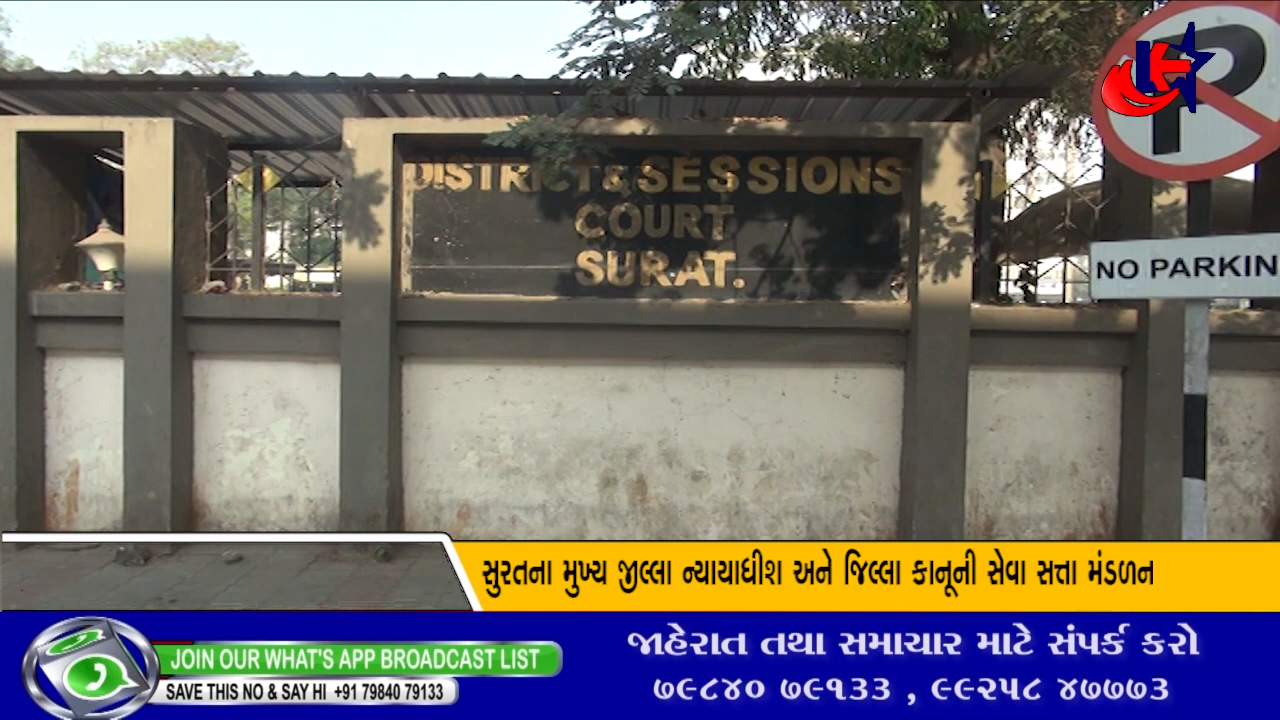 DISTRICT & SESSIONS
COURT
SURAT.
P
NO PARKIN
સુરતના મુખ્ય જીલ્લા ન્યાયાધીશ અને જિલ્લા કાનૂની સેવા સત્તા મંડળન
JOIN OUR WHAT'S APP BROADCAST LIST
SAVE THIS NO & SAY HI +91 79840 79133
જાહેરાત તથા સમાચાર માટે સંપર્ક કરો
૭૯૮૪૦ ૭૯૧૩૩ , ૯૯૨૫૮ ૪૭૭૭૩